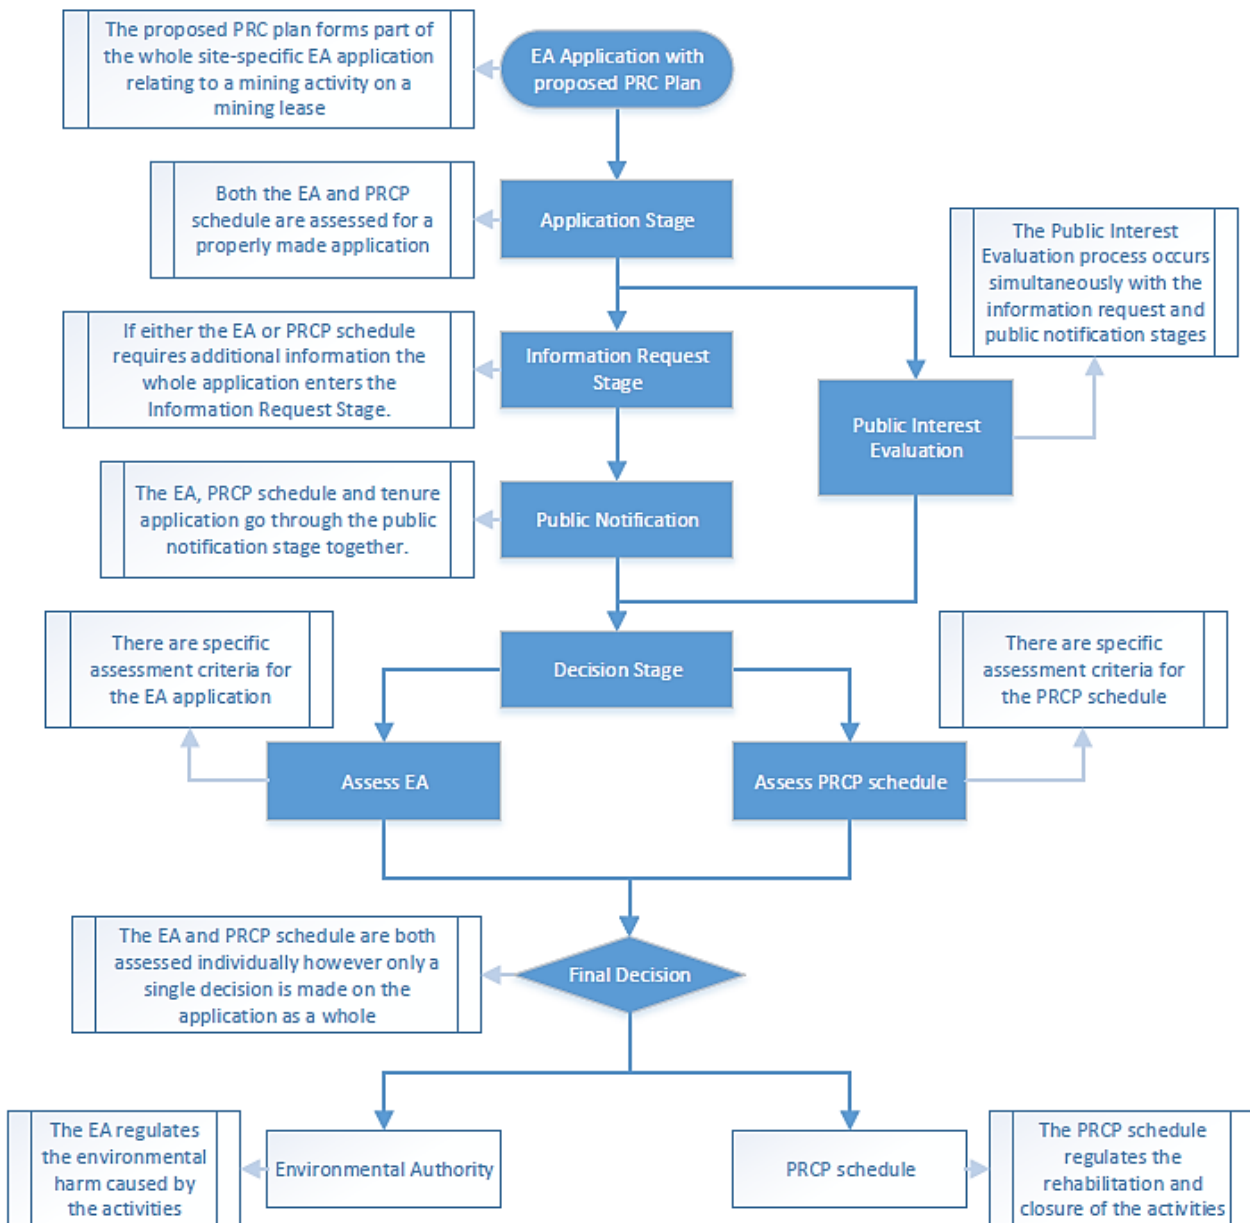 The proposed PRC plan forms part of
the whole site-specific EA application
relating to a mining activity on a
mining lease
EA Application with
proposed PRC Plan
Both the EA and PRCP
schedule are assessed for a
properly made application
Application Stage
The Public Interest
Evaluation process occurs
simultaneously with the
information request and
public notification stages
If either the EA or PRCP schedule
requires additional information the
whole application enters the
Information Request Stage.
Information Request
Stage
Public Interest
Evaluation
The EA, PRCP schedule and tenure
application go through the public
notification stage together.
Public Notification
There are specific
assessment criteria for
the EA application
Decision Stage
There are specific
assessment criteria for
the PRCP schedule
Assess EA
Assess PRCP schedule
The EA and PRCP schedule are both
assessed individually however only a
single decision is made on the
application as a whole
Final Decision
The EA regulates
the environmental
harm caused by
the activities
Environmental Authority
PRCP schedule
The PRCP schedule
regulates the
rehabilitation and
closure of the activities